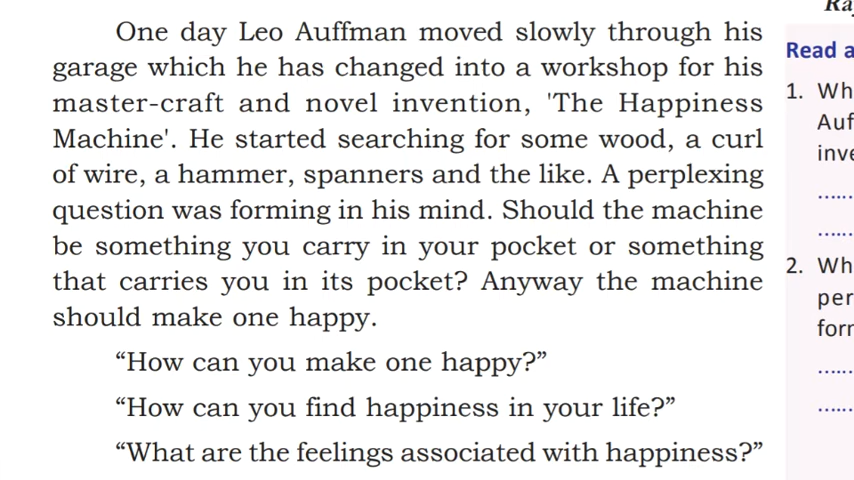 One day Leo Auffman moved slowly through his
garage which he has changed into a workshop for his
master-craft and novel invention, 'The Happiness
Machine'. He started searching for some wood, a curl
of wire, a hammer, spanners and the like. A perplexing
question was forming in his mind. Should the machine
be something you carry in your pocket or something
that carries you in its pocket? Anyway the machine
should make one happy.
“How can you make one happy?”
“How can you find happiness in your life?”
“What are the feelings associated with happiness?”
Read
1.
.......
.......
2.
.......
.......